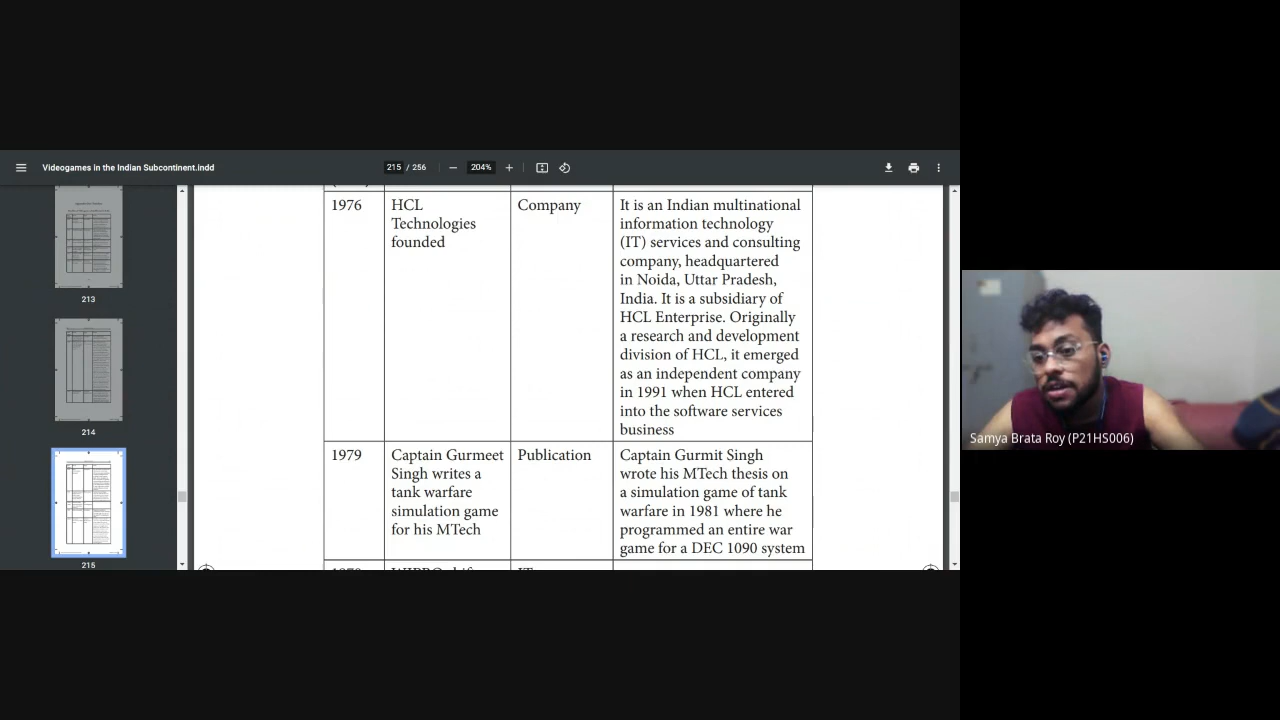 Videogames in the Indian Subcontinent.indd
215 / 256
204%
213
214
215
1976
HCL
Technologies
founded
Company
It is an Indian multinational
information technology
(IT) services and consulting
company, headquartered
in Noida, Uttar Pradesh,
India. It is a subsidiary of
HCL Enterprise. Originally
a research and development
division of HCL, it emerged
as an independent company
in 1991 when HCL entered
into the software services
business
1979
Captain Gurmeet
Singh writes a
tank warfare
simulation game
for his MTech
Publication
Captain Gurmit Singh
wrote his MTech thesis on
a simulation game of tank
warfare in 1981 where he
programmed an entire war
game for a DEC 1090 system
Samya Brata Roy (P21HS006)